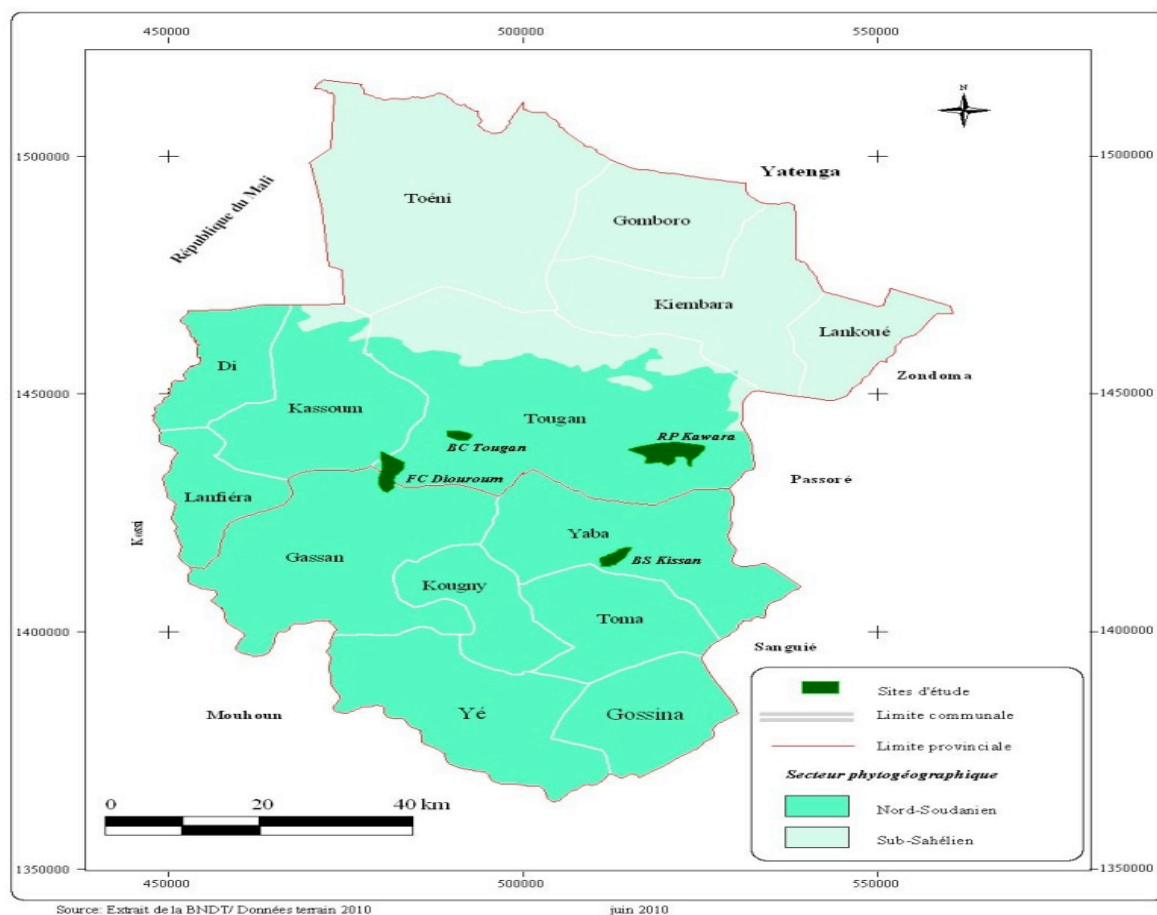 450000 500000 550000
1500000 1500000
Yatenga
République du Mali
Toéni
Gomboro
Kiembara
Lankoué
Zondoma
Di
1450000 1450000
Kassoum
Tougan
BC Tougan
RP Kawara
FC Diouroum
Passoré
Lanfiéra
Kossi
Gassan
Yaba
BS Kissan
Kougny
Toma
1400000 1400000
Sanguié
Mouhoun
Yé
Gossina
N
Sites d'étude
Limite communale
Limite provinciale
Secteur phytogéographique
Nord-Soudanien
Sub-Sahélien
0 20 40 km
1350000 1350000
450000 500000 550000
Source: Extrait de la BNDT/ Données terrain 2010 juin 2010